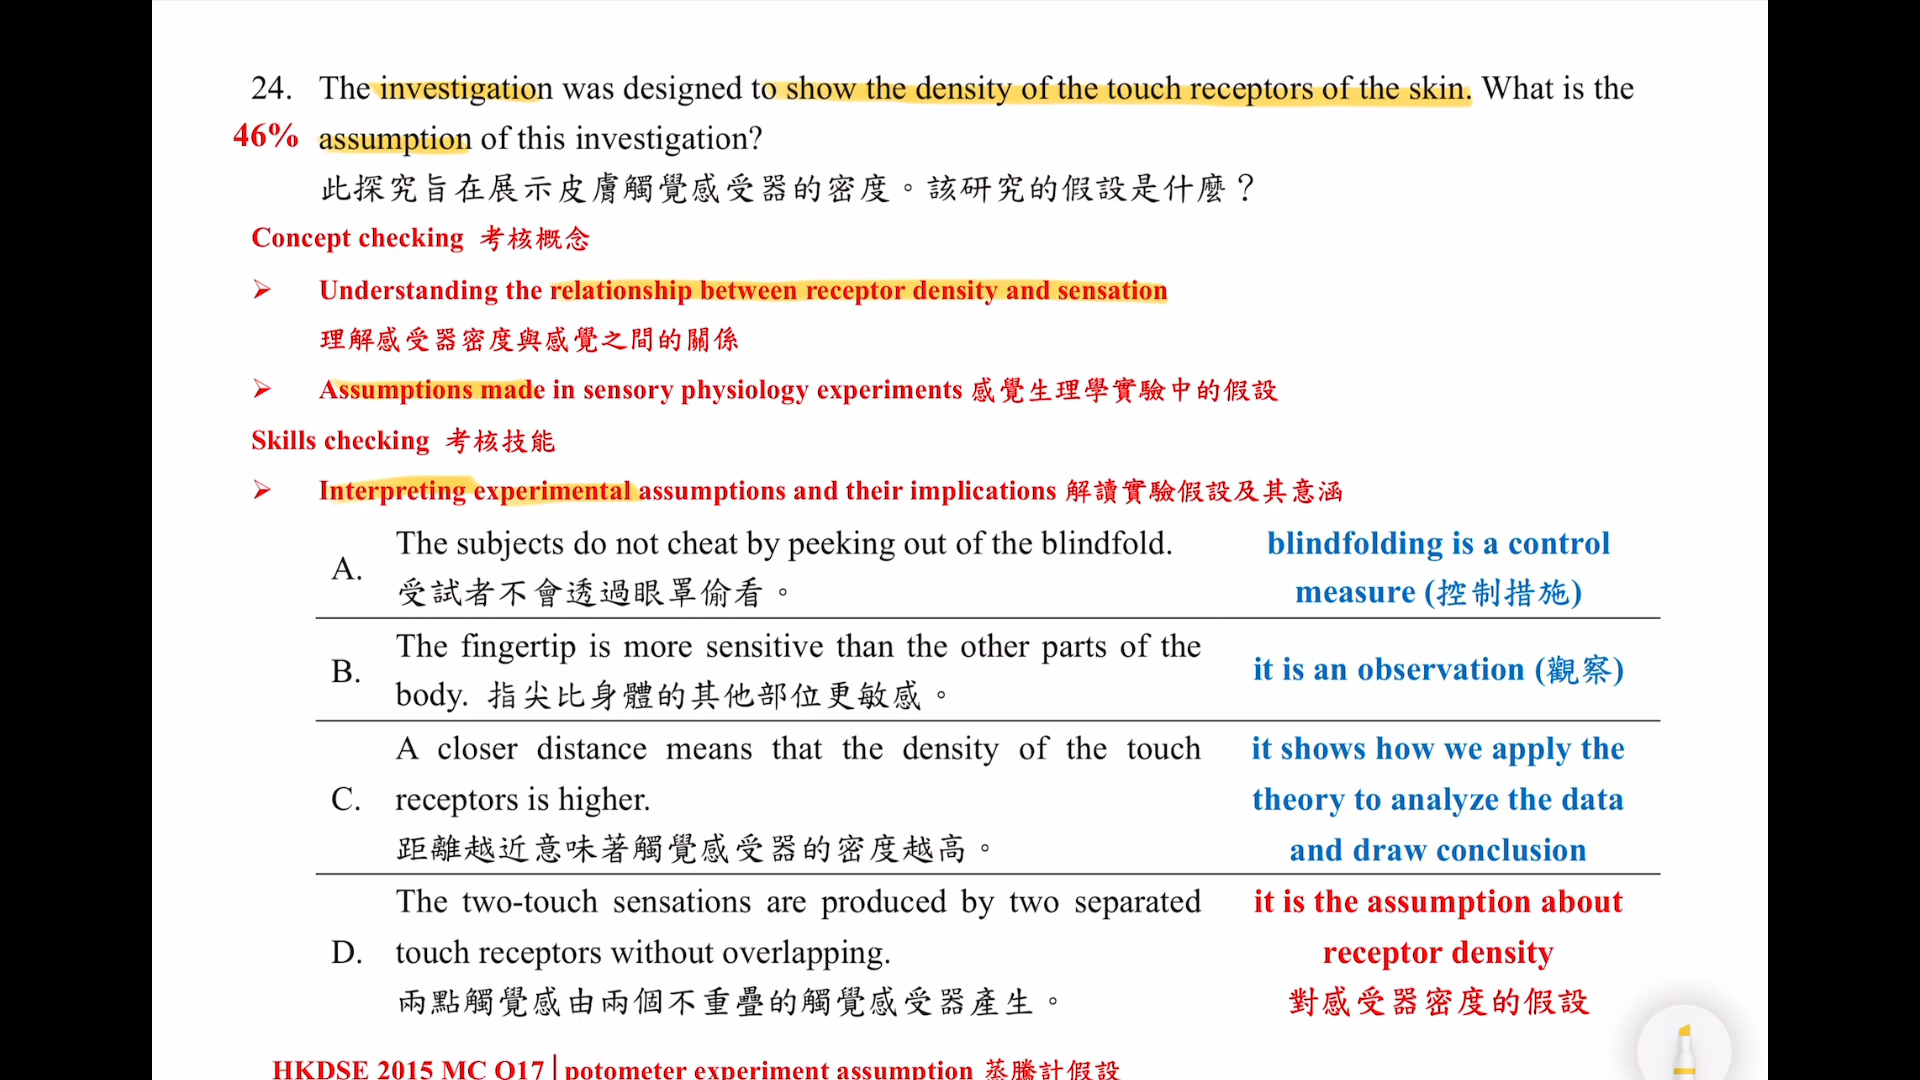 24. The investigation was designed to show the density of the touch receptors of the skin. What is the
46% assumption of this investigation?
此探究旨在展示皮膚觸覺感受器的密度。該研究的假設是什麼？
Concept checking 考核概念
➢ Understanding the relationship between receptor density and sensation
理解感受器密度與感覺之間的關係
➢ Assumptions made in sensory physiology experiments 感覺生理學實驗中的假設
Skills checking 考核技能
➢ Interpreting experimental assumptions and their implications 解讀實驗假設及其意涵
A.
The subjects do not cheat by peeking out of the blindfold.
受試者不會透過眼罩偷看。
blindfolding is a control
measure (控制措施)
B.
The fingertip is more sensitive than the other parts of the
body. 指尖比身體的其他部位更敏感。
it is an observation (觀察)
C.
A closer distance means that the density of the touch
receptors is higher.
距離越近意味著觸覺感受器的密度越高。
it shows how we apply the
theory to analyze the data
and draw conclusion
D.
The two-touch sensations are produced by two separated
touch receptors without overlapping.
兩點觸覺感由兩個不重疊的觸覺感受器產生。
it is the assumption about
receptor density
對感受器密度的假設
HKDSE 2015 MC Q17 | potometer experiment assumption 蒸騰計假設